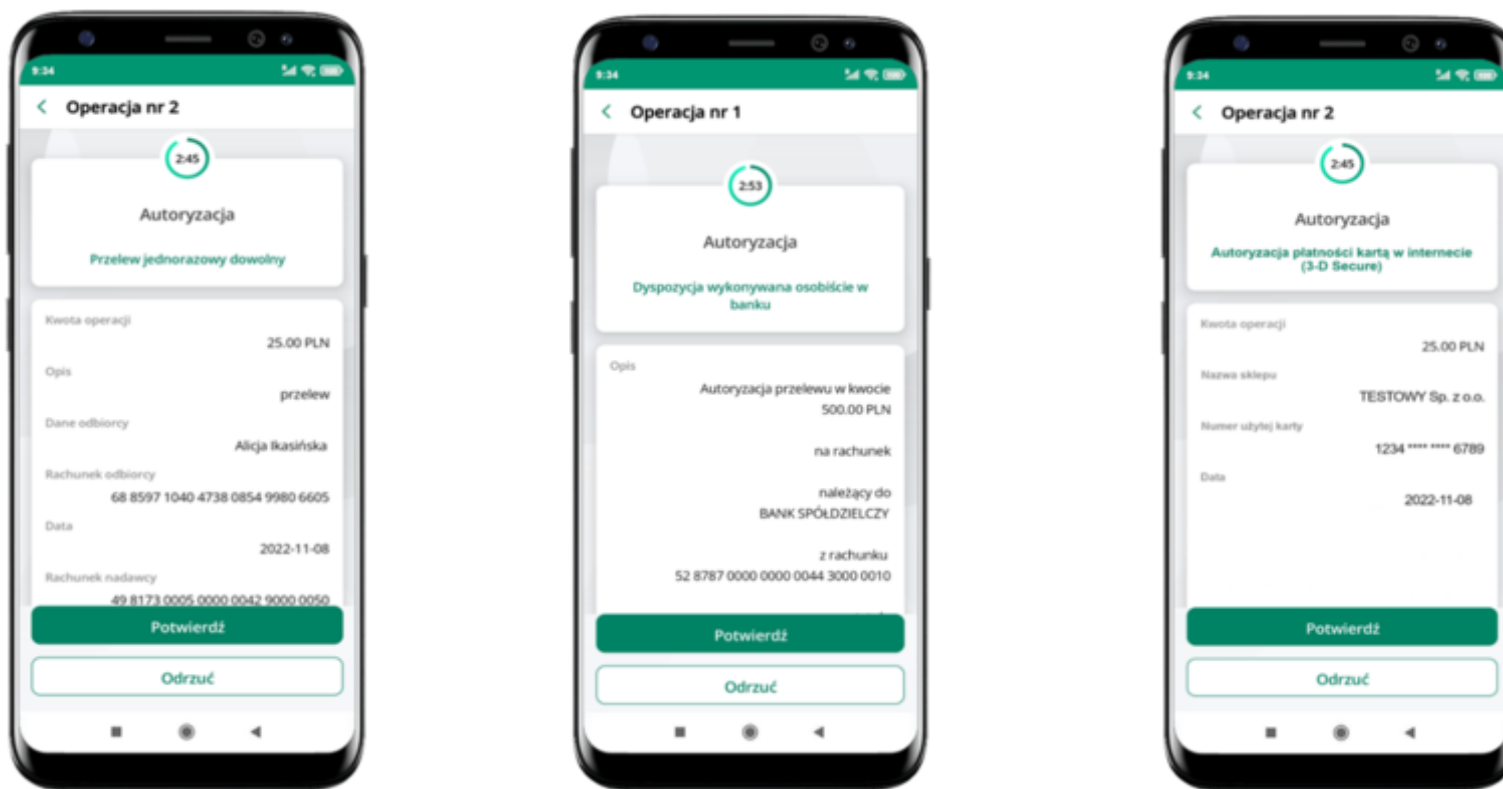 9:34
Operacja nr 2
2:45
Autoryzacja
Przelew jednorazowy dowolny
Kwota operacji
25.00 PLN
Opis
przelew
Dane odbiorcy
Alicja Ikasińska
Rachunek odbiorcy
68 8597 1040 4738 0854 9980 6605
Data
2022-11-08
Rachunek nadawcy
49 8173 0005 0000 0042 9000 0050
Potwierdź
Odrzuć
9:34
Operacja nr 1
2:53
Autoryzacja
Dyspozycja wykonywana osobiście w
banku
Opis
Autoryzacja przelewu w kwocie
500.00 PLN
na rachunek
należący do
BANK SPÓŁDZIELCZY
z rachunku
52 8787 0000 0000 0044 3000 0010
Potwierdź
Odrzuć
9:34
Operacja nr 2
2:45
Autoryzacja
Autoryzacja płatności kartą w internecie
(3-D Secure)
Kwota operacji
25.00 PLN
Nazwa sklepu
TESTOWY Sp. z o.o.
Numer użytej karty
1234 **** **** 6789
Data
2022-11-08
Potwierdź
Odrzuć